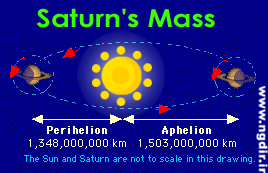 Saturn's Mass
Perihelion
1,348,000,000 km
Aphelion
1,503,000,000 km
The Sun and Saturn are not to scale in this drawing.
www.ngdir.ir